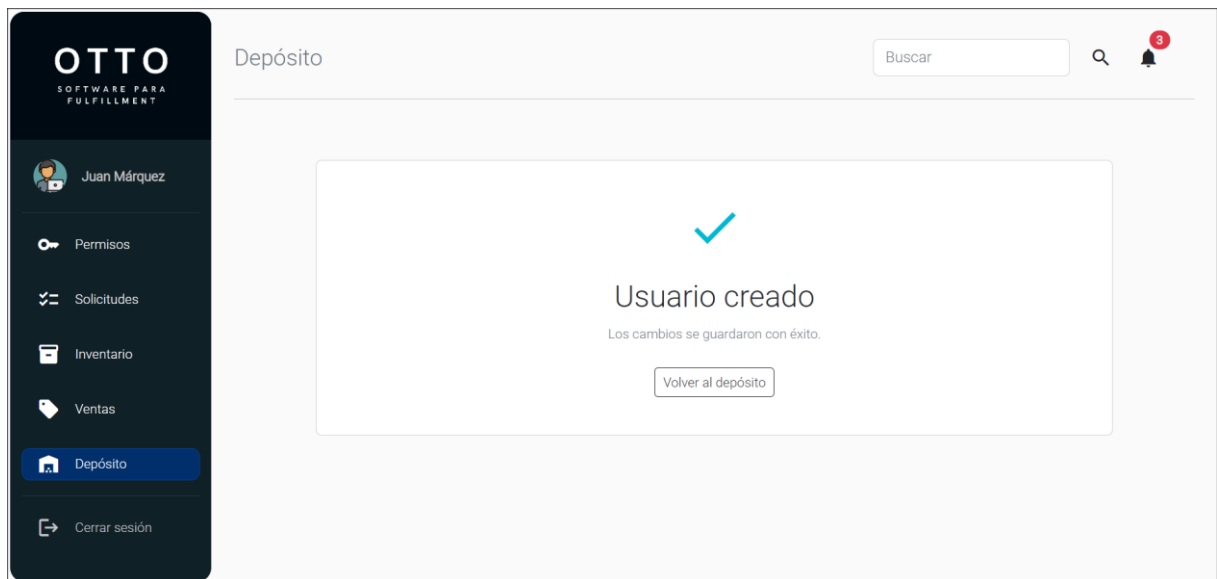 OTTO
SOFTWARE PARA
FULFILLMENT
Juan Márquez
Permisos
Solicitudes
Inventario
Ventas
Depósito
Cerrar sesión
Depósito
Buscar
3
Usuario creado
Los cambios se guardaron con éxito.
Volver al depósito